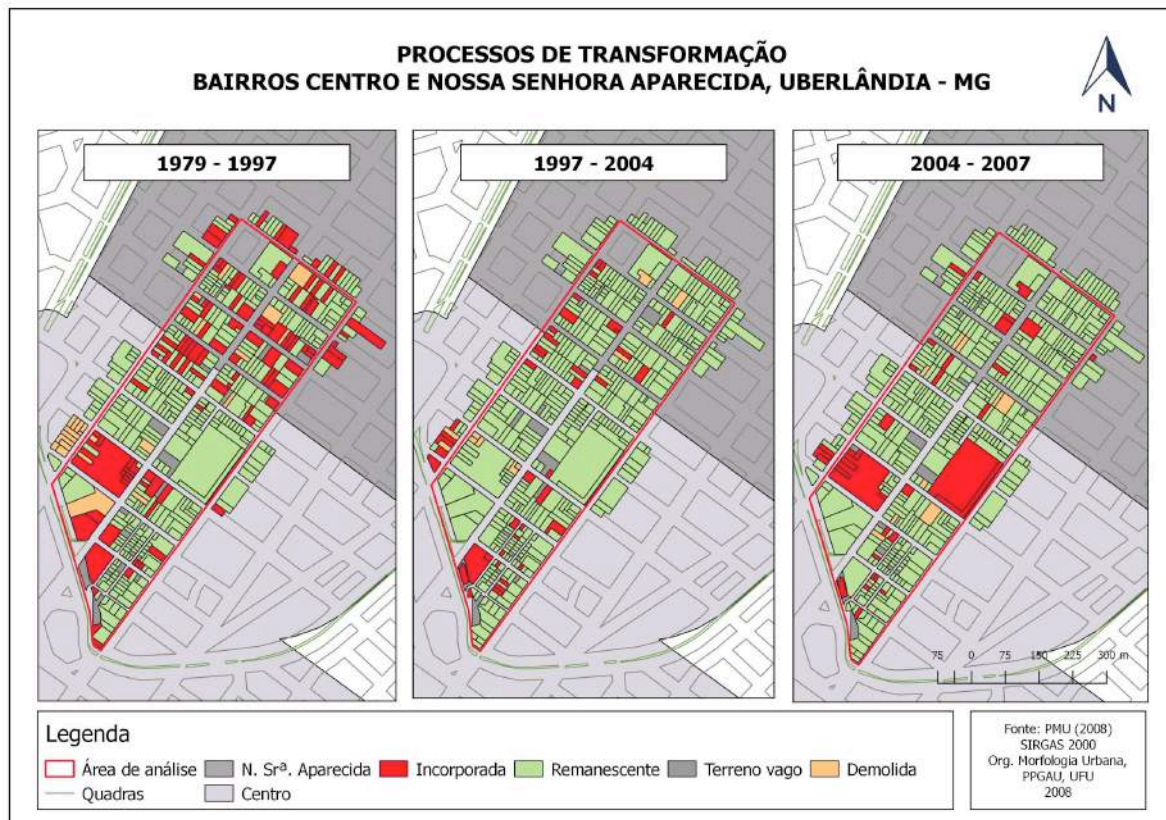 PROCESSOS DE TRANSFORMAÇÃO
BAIRROS CENTRO E NOSSA SENHORA APARECIDA, UBERLÂNDIA - MG
N
1979 - 1997
1997 - 2004
2004 - 2007
75 0 75 150 225 300 m
Legenda
Área de análise N. Srª. Aparecida Incorporada Remanescente Terreno vago Demolida
Quadras Centro
Fonte: PMU (2008)
SIRGAS 2000
Org. Morfologia Urbana,
PPGAU, UFU
2008